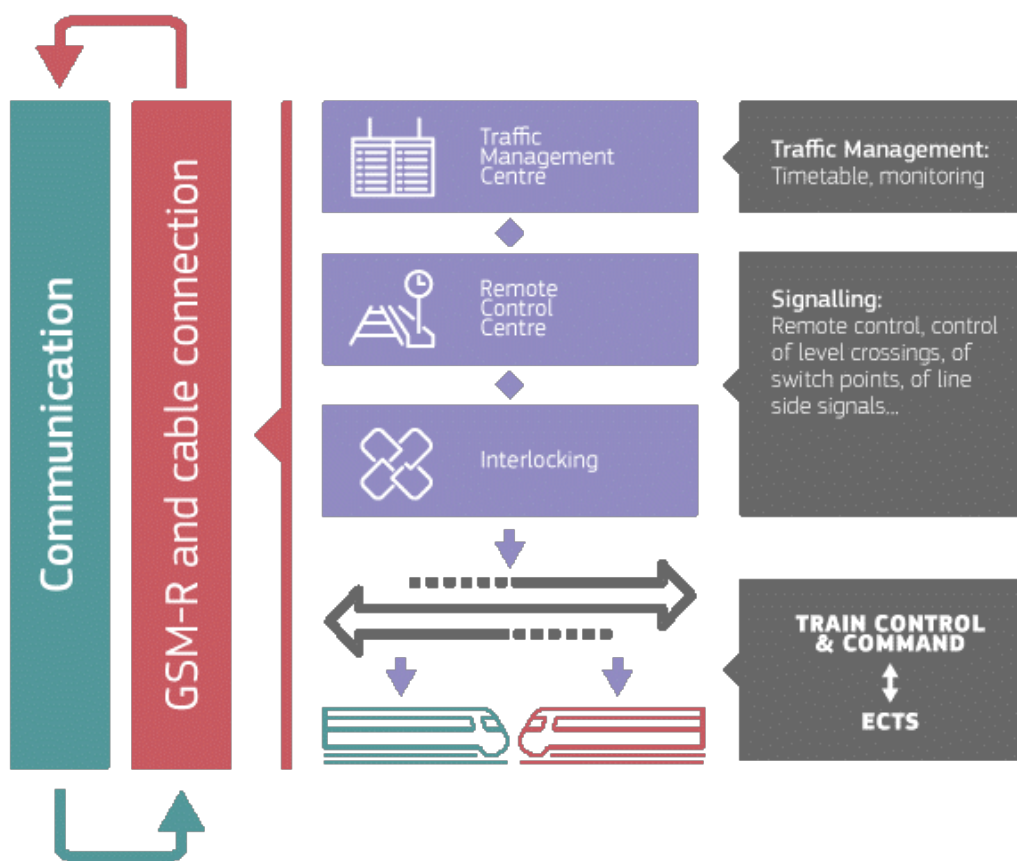 Communication
GSM-R and cable connection
Traffic
Management
Centre
Traffic Management:
Timetable, monitoring
Remote
Control
Centre
Signalling:
Remote control, control
of level crossings, of
switch points, of line
side signals...
Interlocking
TRAIN CONTROL
& COMMAND
ECTS